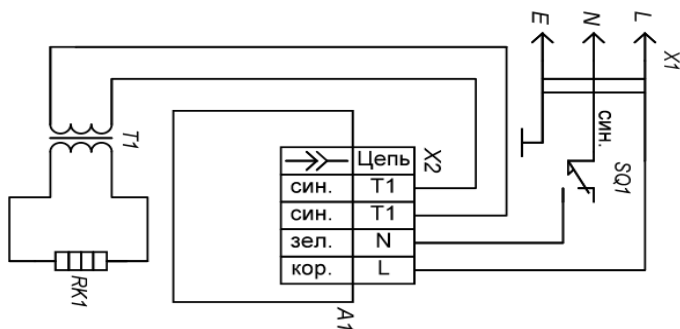 E N L
X1
T1
син.
SQ1
X2
Цепь
син. T1
син. T1
зел. N
кор. L
RK1
A1